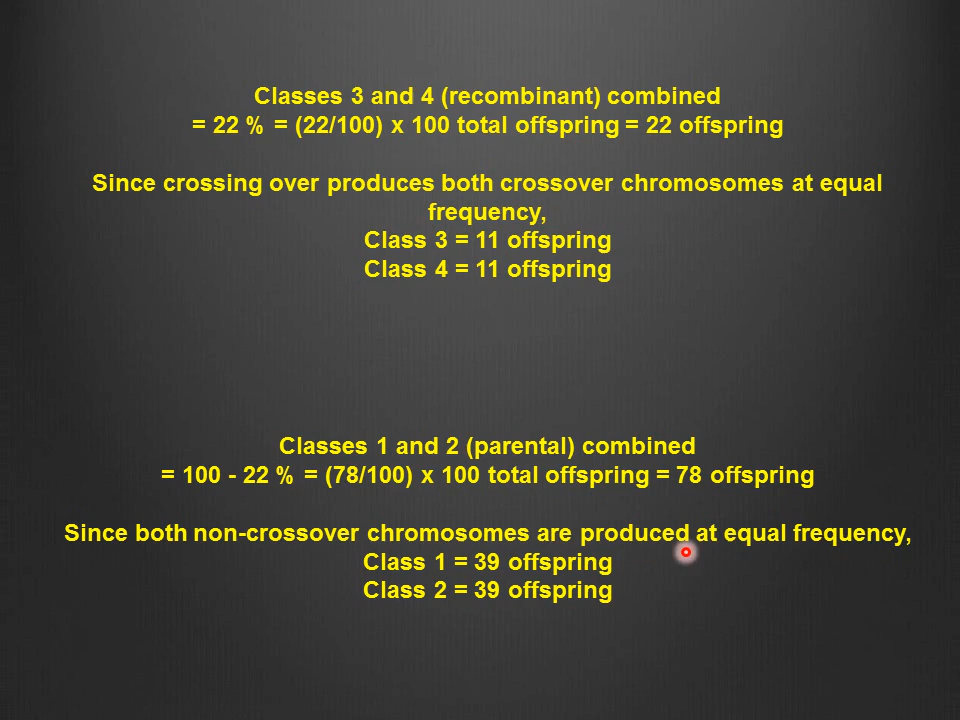 Classes 3 and 4 (recombinant) combined
= 22 % = (22/100) x 100 total offspring = 22 offspring
Since crossing over produces both crossover chromosomes at equal
frequency,
Class 3 = 11 offspring
Class 4 = 11 offspring
Classes 1 and 2 (parental) combined
= 100 - 22 % = (78/100) x 100 total offspring = 78 offspring
Since both non-crossover chromosomes are produced at equal frequency,
Class 1 = 39 offspring
Class 2 = 39 offspring